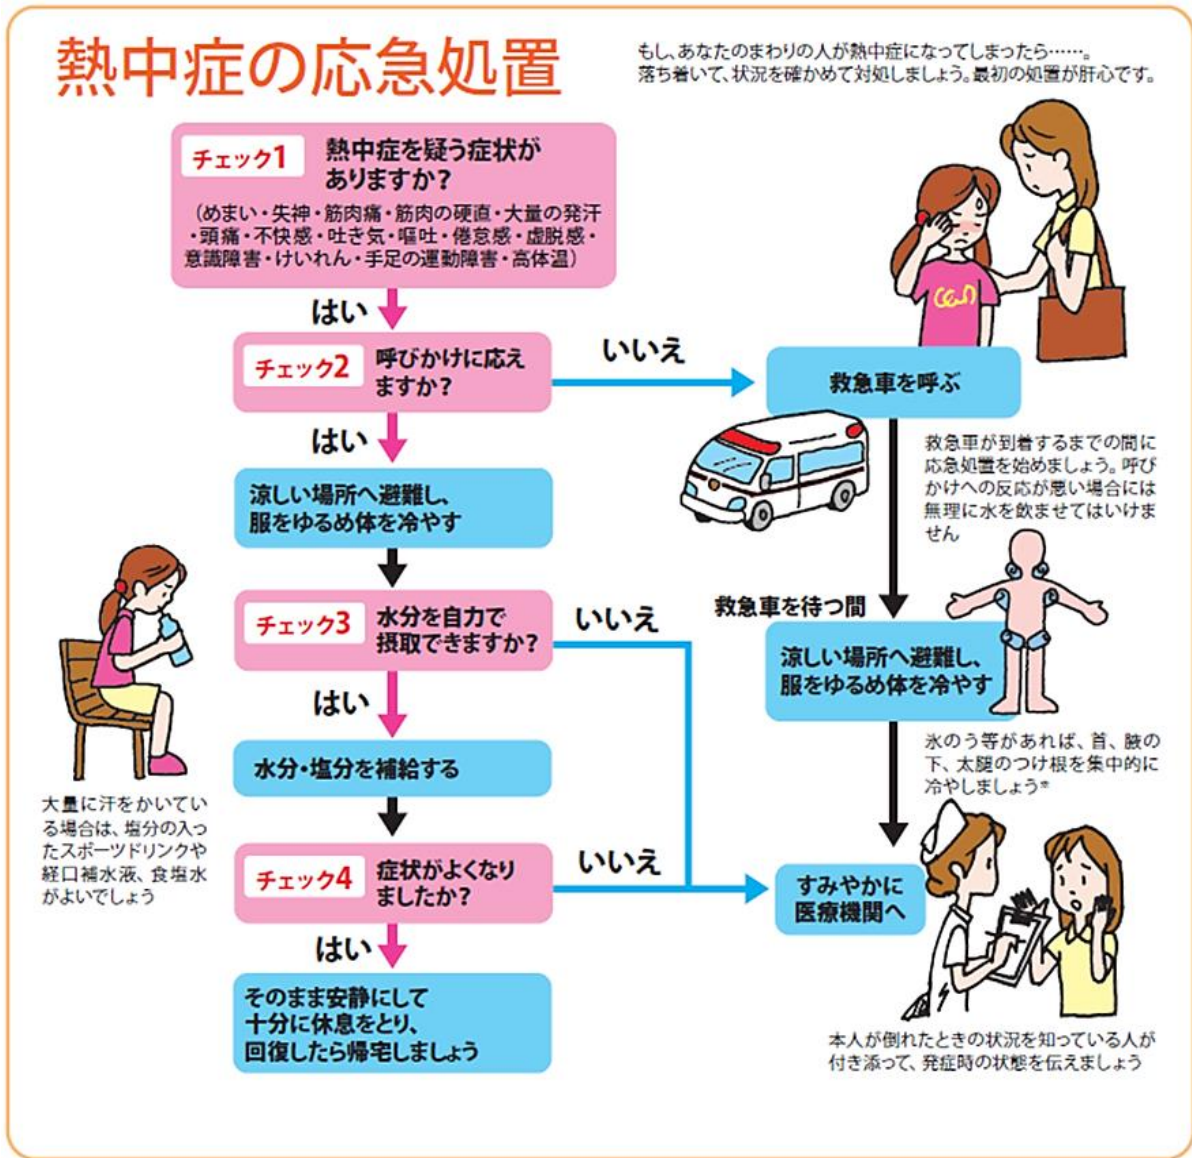 熱中症の応急処置
もし、あなたのまわりの人が熱中症になってしまったら……。
落ち着いて、状況を確かめて対処しましょう。最初の処置が肝心です。
チェック1
熱中症を疑う症状が
ありますか?
（めまい・失神・筋肉痛・筋肉の硬直・大量の発汗
・頭痛・不快感・吐き気・嘔吐・倦怠感・虚脱感・
意識障害・けいれん・手足の運動障害・高体温）
はい
チェック2
呼びかけに応え
ますか?
いいえ
救急車を呼ぶ
はい
救急車が到着するまでの間に
応急処置を始めましょう。呼び
かけへの反応が悪い場合には
無理に水を飲ませてはいけま
せん
涼しい場所へ避難し、
服をゆるめ体を冷やす
チェック3
水分を自力で
摂取できますか?
いいえ
救急車を待つ間
涼しい場所へ避難し、
服をゆるめ体を冷やす
はい
氷のう等があれば、首、腋の
下、太腿のつけ根を集中的に
冷やしましょう※
水分・塩分を補給する
大量に汗をかいてい
る場合は、塩分の入っ
たスポーツドリンクや
経口補水液、食塩水
がよいでしょう
チェック4
症状がよくなり
ましたか?
いいえ
すみやかに
医療機関へ
はい
そのまま安静にして
十分に休息をとり、
回復したら帰宅しましょう
本人が倒れたときの状況を知っている人が
付き添って、発症時の状態を伝えましょう